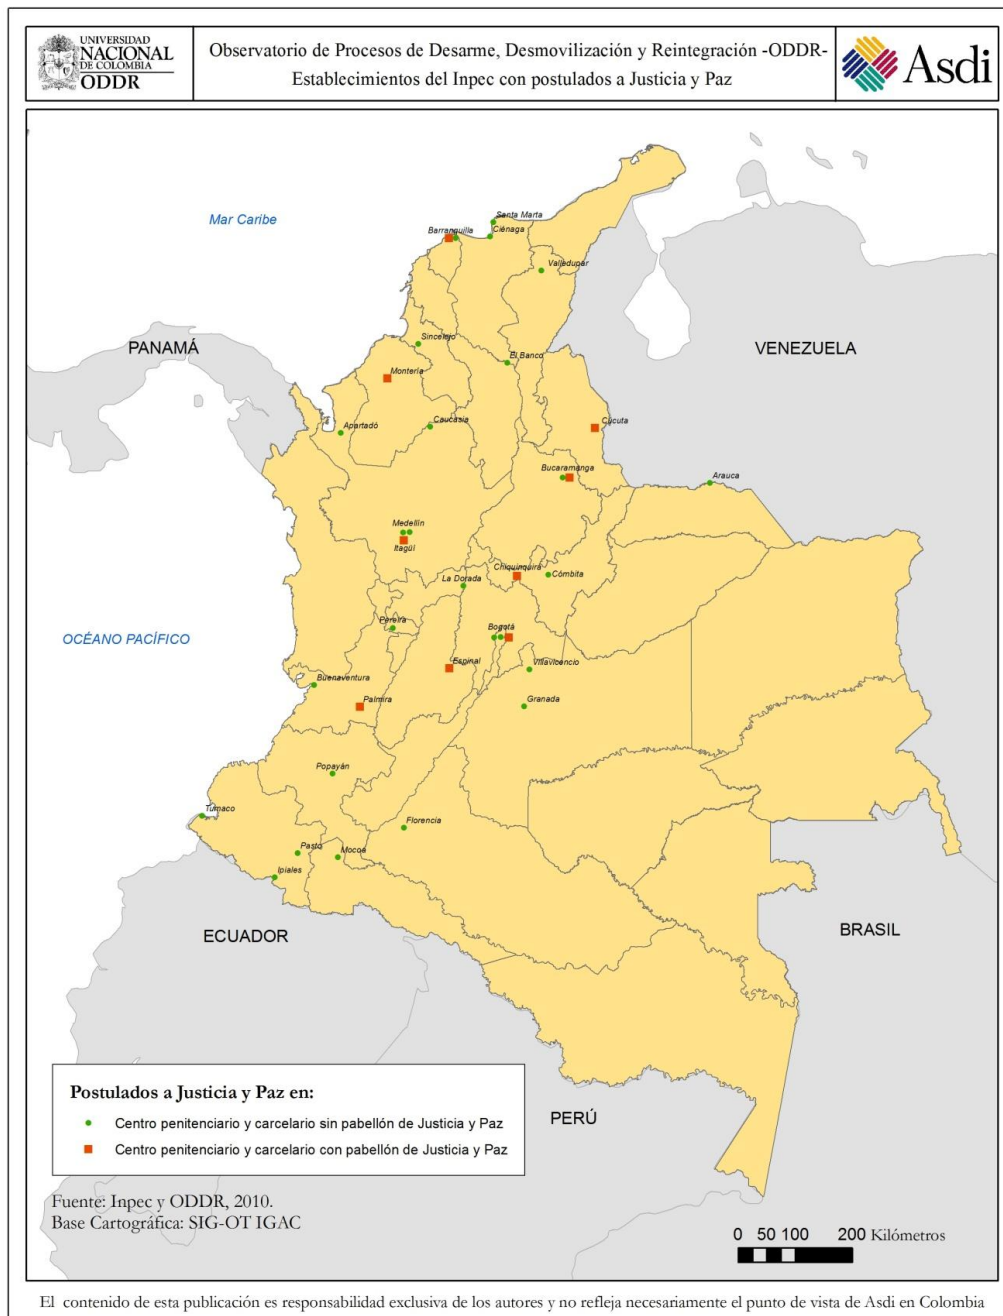 UNIVERSIDAD
NACIONAL
DE COLOMBIA
ODDR
Observatorio de Procesos de Desarme, Desmovilización y Reintegración -ODDR-
Establecimientos del Inpec con postulados a Justicia y Paz
Asdi
Mar Caribe
Santa Marta
Barranquilla
Ciénaga
Valledupar
Sincelejo
PANAMÁ
VENEZUELA
El Banco
Montería
Caucasia
Cúcuta
Apartadó
Bucaramanga
Arauca
Medellín
Itagüí
Chiquinquirá
Cómbita
La Dorada
Pereira
Bogotá
OCÉANO PACÍFICO
Espinal
Villavicencio
Buenaventura
Palmira
Granada
Popayán
Tumaco
Florencia
Pasto
Mocoa
Ipiales
ECUADOR
BRASIL
PERÚ
Postulados a Justicia y Paz en:
Centro penitenciario y carcelario sin pabellón de Justicia y Paz
Centro penitenciario y carcelario con pabellón de Justicia y Paz
Fuente: Inpec y ODDR, 2010.
Base Cartográfica: SIG-OT IGAC
0 50 100 200 Kilómetros
El contenido de esta publicación es responsabilidad exclusiva de los autores y no refleja necesariamente el punto de vista de Asdi en Colombia